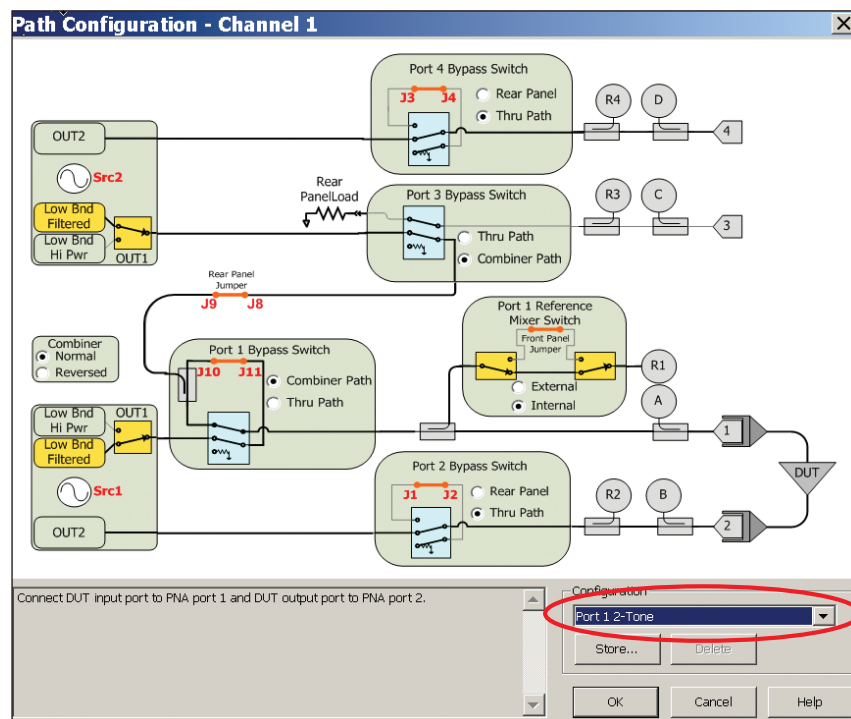 Path Configuration - Channel 1
Port 4 Bypass Switch
J3 J4
Rear Panel
Thru Path
R4
D
4
OUT2
Src2
Low Bnd
Filtered
Low Bnd
Hi Pwr
OUT1
Rear
PanelLoad
Port 3 Bypass Switch
Thru Path
Combiner Path
R3
C
3
Rear Panel
Jumper
J9 J8
Combiner
Normal
Reversed
Port 1 Bypass Switch
J10 J11
Combiner Path
Thru Path
Port 1 Reference
Mixer Switch
Front Panel
Jumper
External
Internal
R1
A
1
Low Bnd
Hi Pwr
OUT1
Low Bnd
Filtered
Src1
OUT2
Port 2 Bypass Switch
J1 J2
Rear Panel
Thru Path
R2
B
2
DUT
Connect DUT input port to PNA port 1 and DUT output port to PNA port 2.
Configuration
Port 1 2-Tone
Store...
Delete
OK
Cancel
Help